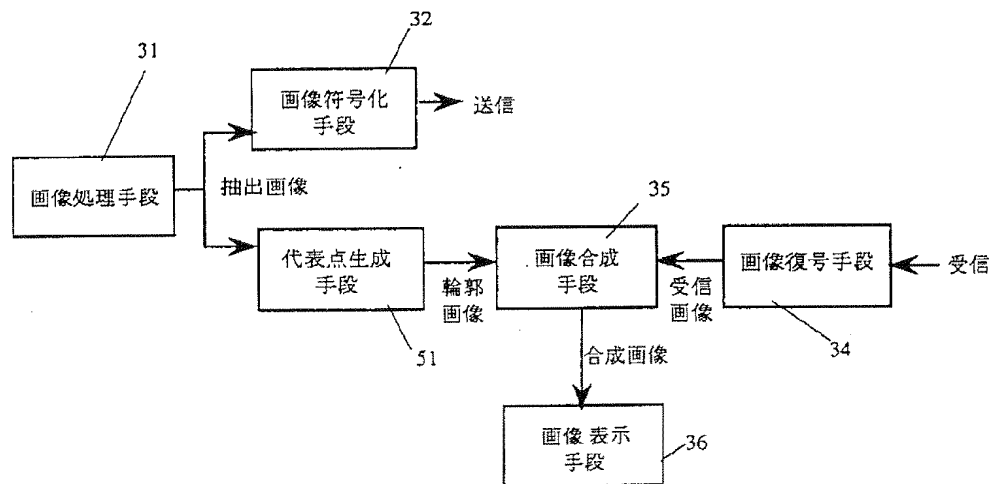 31
32
画像符号化
手段
送信
画像処理手段
抽出画像
代表点生成
手段
51
輪郭
画像
35
画像合成
手段
受信
画像
画像復号手段
34
受信
合成画像
画像表示
手段
36